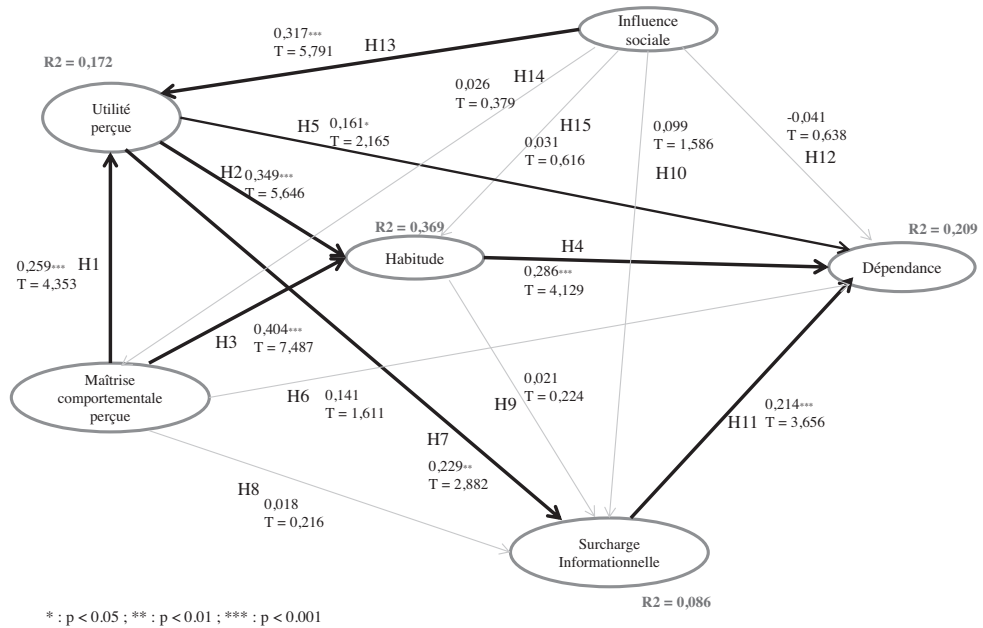 Influence
sociale
0,317***
T = 5,791
H13
R2 = 0,172
Utilité
perçue
0,026
T = 0,379
H14
H5
0,161*
T = 2,165
H15
0,031
T = 0,616
0,099
T = 1,586
H10
-0,041
T = 0,638
H12
H2
0,349***
T = 5,646
R2 = 0,369
Habitude
H4
0,286***
T = 4,129
R2 = 0,209
Dépendance
0,259***
T = 4,353
H1
H3
0,404***
T = 7,487
Maîtrise
comportementale
perçue
H6
0,141
T = 1,611
H9
0,021
T = 0,224
H11
0,214***
T = 3,656
H7
0,229**
T = 2,882
H8
0,018
T = 0,216
Surcharge
Informationnelle
R2 = 0,086
* : p < 0.05 ; ** : p < 0.01 ; *** : p < 0.001